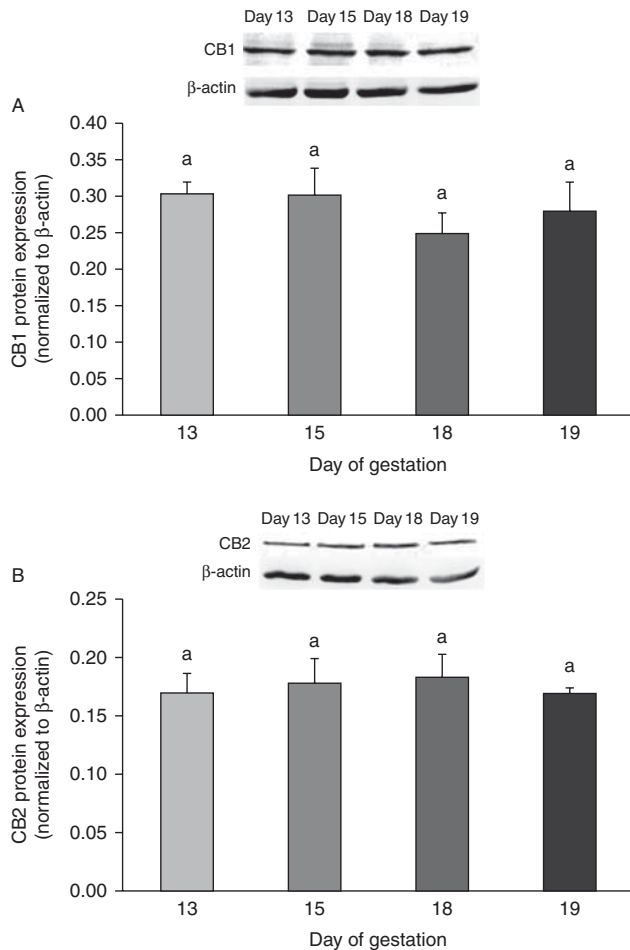 Day 13 Day 15 Day 18 Day 19
CB1
β-actin
A
0.40
0.35
0.30
0.25
0.20
0.15
0.10
0.05
0.00
CB1 protein expression
(normalized to β-actin)
a a a a
13 15 18 19
Day of gestation
Day 13 Day 15 Day 18 Day 19
CB2
β-actin
B
0.25
0.20
0.15
0.10
0.05
0.00
CB2 protein expression
(normalized to β-actin)
a a a a
13 15 18 19
Day of gestation